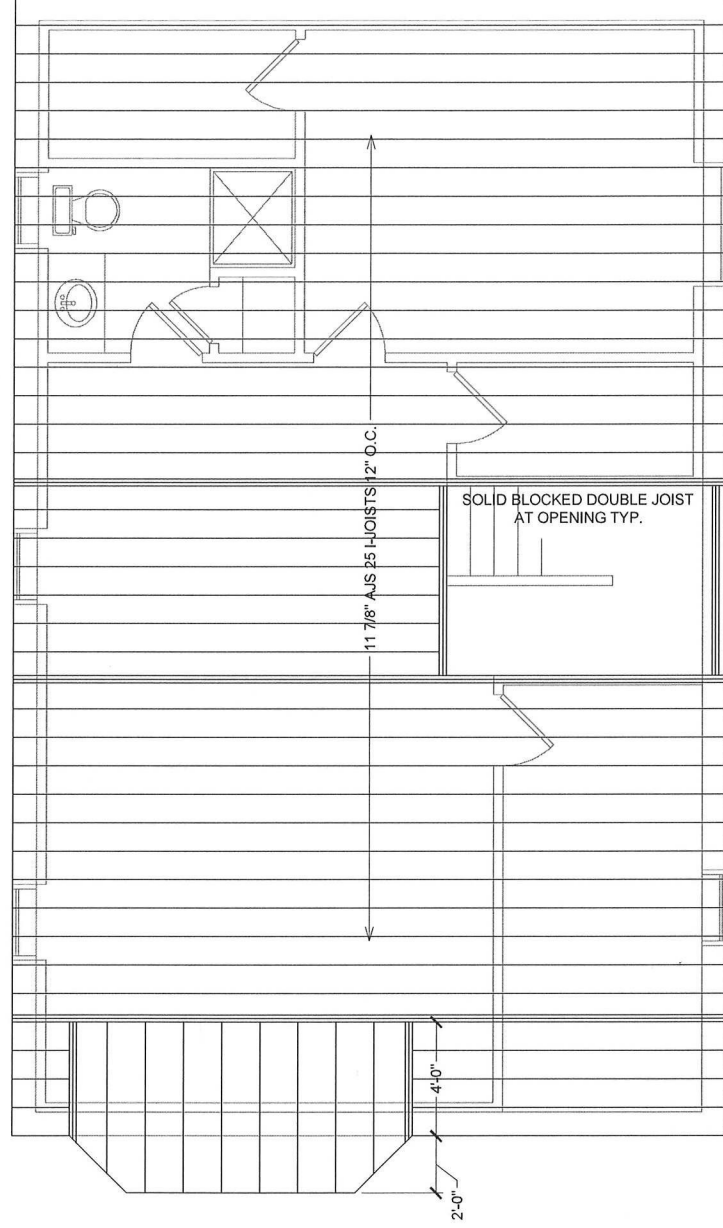 11 7/8" AJS 25 I-JOISTS 12" O.C.
SOLID BLOCKED DOUBLE JOIST
AT OPENING TYP.
4'-0"
2'-0"